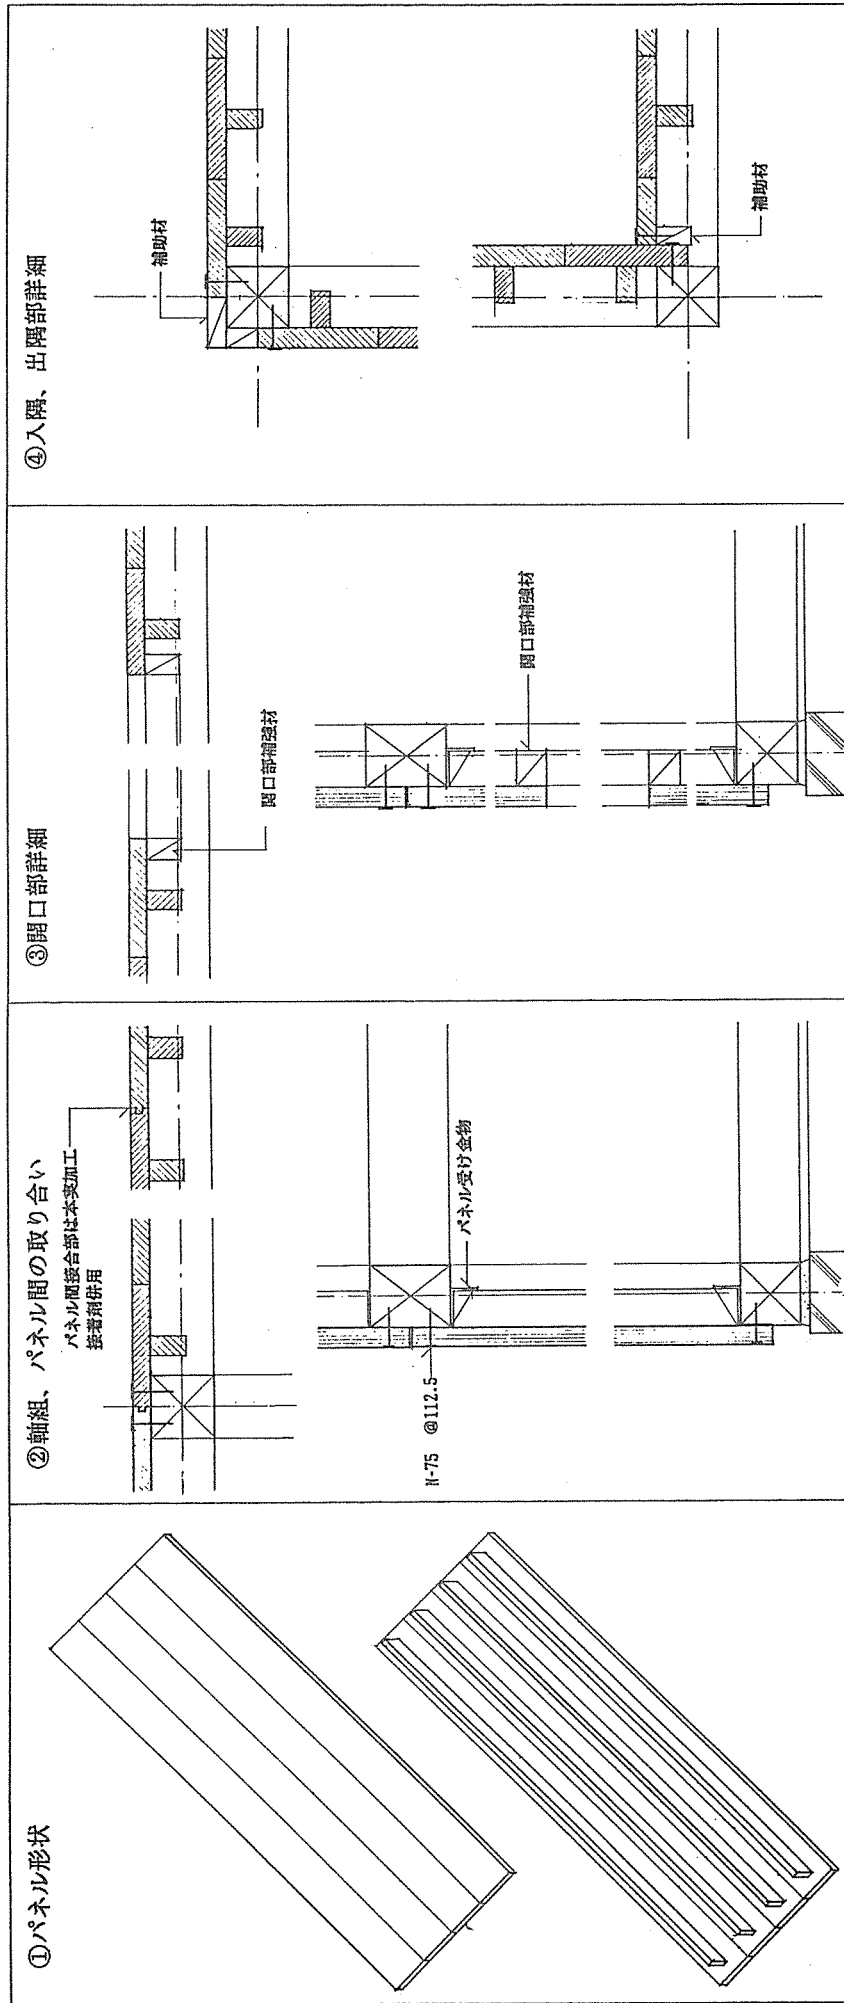 ①パネル形状
②軸組、パネル間の取り合い
パネル間接合部は本実加工
接着剤併用
N-75 @112.5
パネル受け金物
③開口部詳細
開口部補強材
開口部補強材
④入隅、出隅部詳細
補助材
補助材